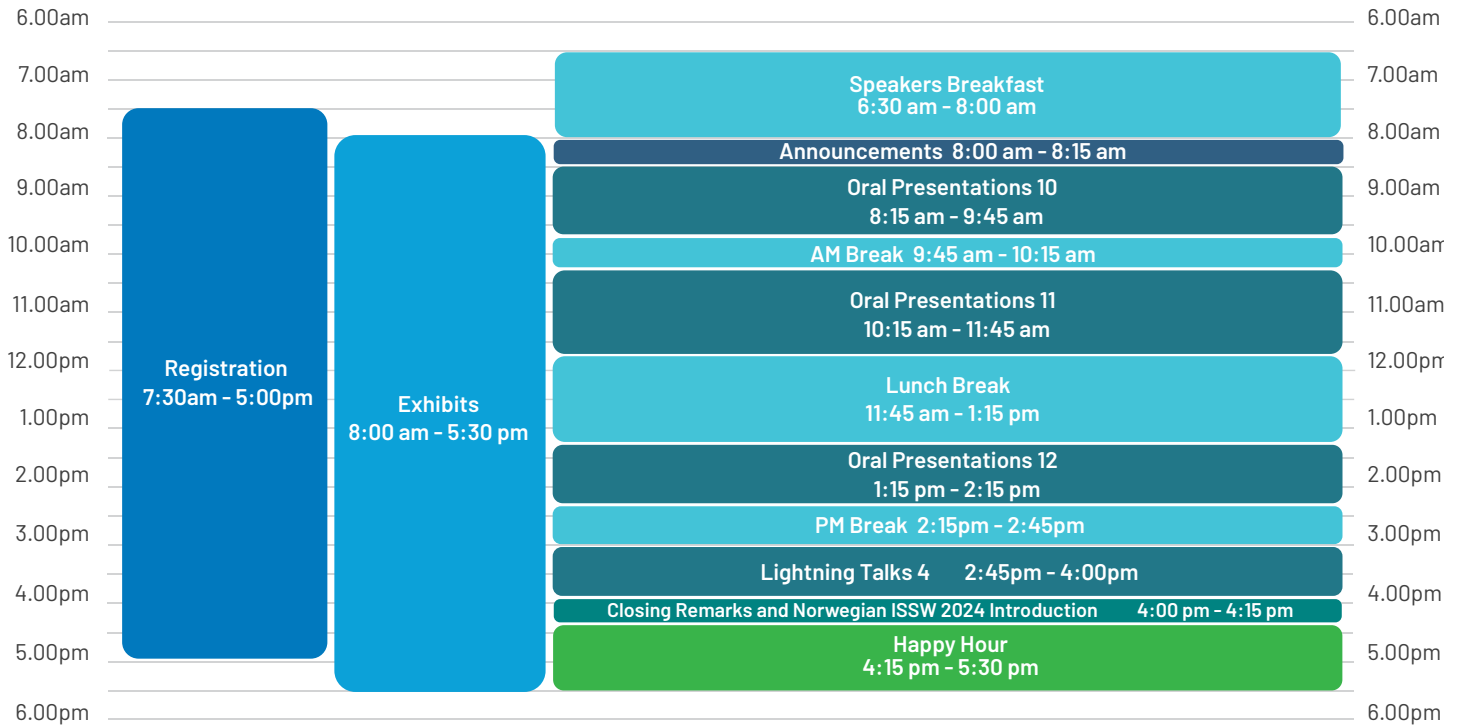 6.00am
7.00am
8.00am
9.00am
10.00am
11.00am
12.00pm
1.00pm
2.00pm
3.00pm
4.00pm
5.00pm
6.00pm
Registration
7:30am - 5:00pm
Exhibits
8:00 am - 5:30 pm
Speakers Breakfast
6:30 am - 8:00 am
Announcements 8:00 am - 8:15 am
Oral Presentations 10
8:15 am - 9:45 am
AM Break 9:45 am - 10:15 am
Oral Presentations 11
10:15 am - 11:45 am
Lunch Break
11:45 am - 1:15 pm
Oral Presentations 12
1:15 pm - 2:15 pm
PM Break 2:15pm - 2:45pm
Lightning Talks 4 2:45pm - 4:00pm
Closing Remarks and Norwegian ISSW 2024 Introduction 4:00 pm - 4:15 pm
Happy Hour
4:15 pm - 5:30 pm
6.00am
7.00am
8.00am
9.00am
10.00am
11.00am
12.00pm
1.00pm
2.00pm
3.00pm
4.00pm
5.00pm
6.00pm